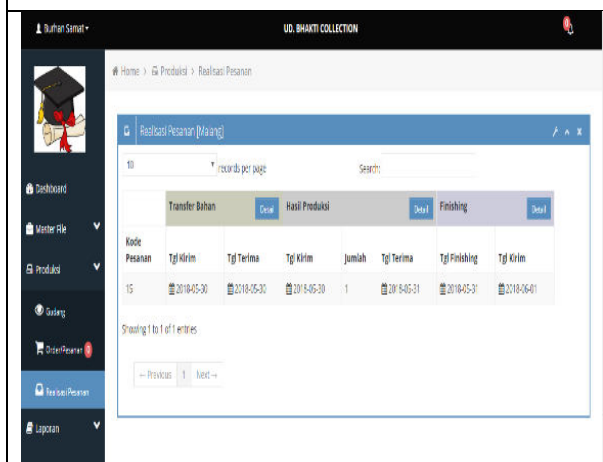 Burhan Samat
UD. BHAKTI COLLECTION
Home > Produksi > Realisasi Pesanan
Realisasi Pesanan [Malang]
10 records per page Search:
Dashboard
Master File
Produksi
Gudang
Order/Pesanan 0
Realisasi Pesanan
Laporan
Transfer Bahan Detail Hasil Produksi Detail Finishing Detail
Kode Pesanan Tgl Kirim Tgl Terima Tgl Kirim Jumlah Tgl Terima Tgl Finishing Tgl Kirim
15 2018-05-30 2018-05-30 2018-05-30 1 2018-05-31 2018-05-31 2018-06-01
Showing 1 to 1 of 1 entries
← Previous 1 Next →